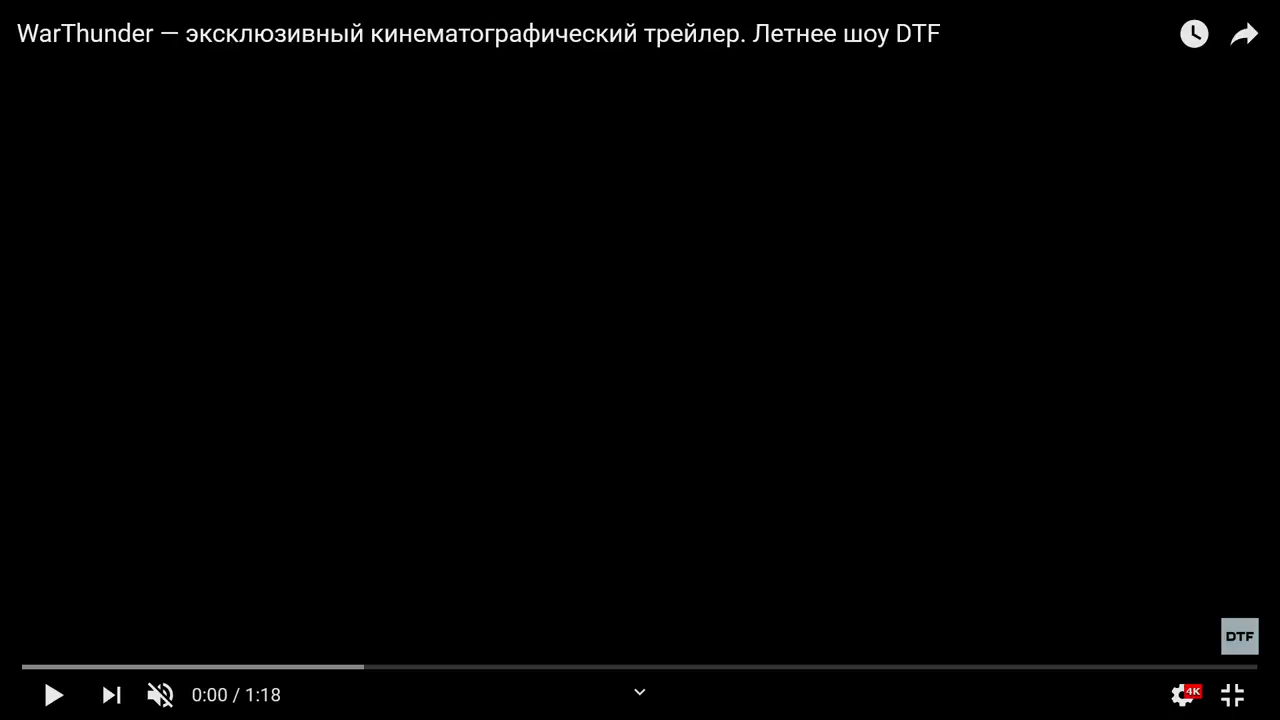 WarThunder — эксклюзивный кинематографический трейлер. Летнее шоу DTF
DTF
0:00 / 1:18
4K